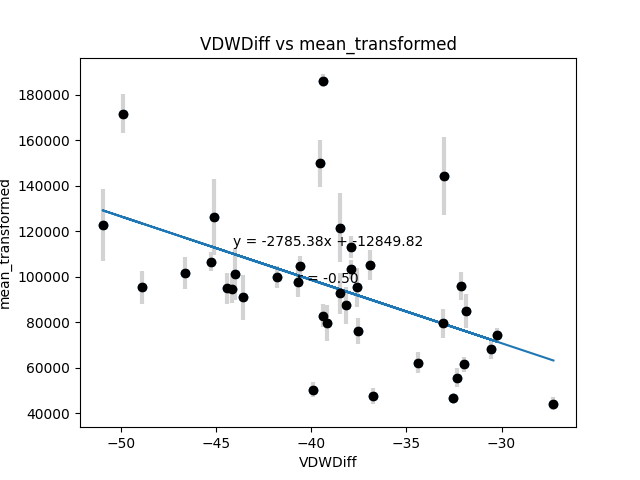 VDWDiff vs mean_transformed
mean_transformed
180000
160000
140000
120000
100000
80000
60000
40000
y = -2785.38x + -12849.82
r = -0.50
−50
−45
−40
−35
−30
VDWDiff